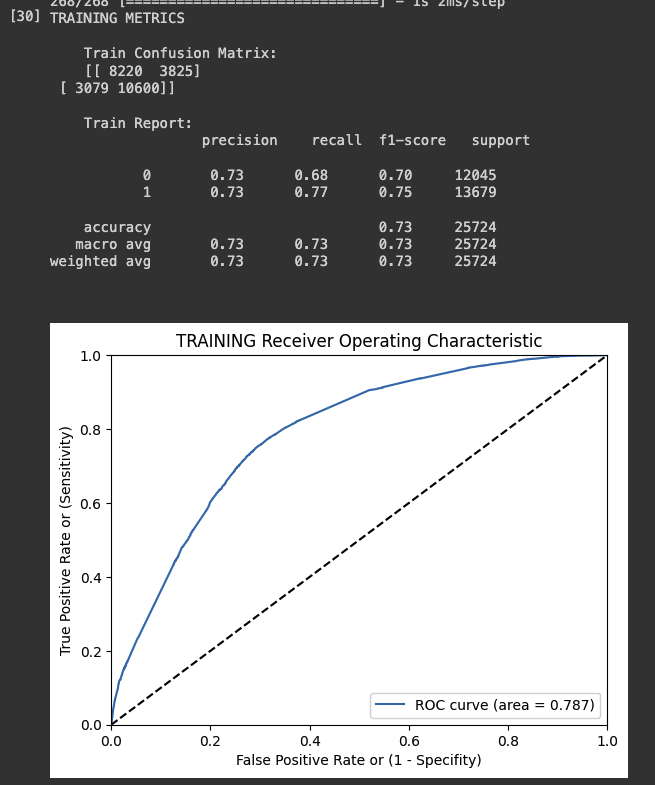 268/268 [==============================] - 1s 2ms/step
[30] TRAINING METRICS
Train Confusion Matrix:
[[ 8220 3825]
[ 3079 10600]]
Train Report:
precision recall f1-score support
0 0.73 0.68 0.70 12045
1 0.73 0.77 0.75 13679
accuracy 0.73 25724
macro avg 0.73 0.73 0.73 25724
weighted avg 0.73 0.73 0.73 25724
TRAINING Receiver Operating Characteristic
True Positive Rate or (Sensitivity)
1.0
0.8
0.6
0.4
0.2
0.0
ROC curve (area = 0.787)
0.0 0.2 0.4 0.6 0.8 1.0
False Positive Rate or (1 - Specifity)